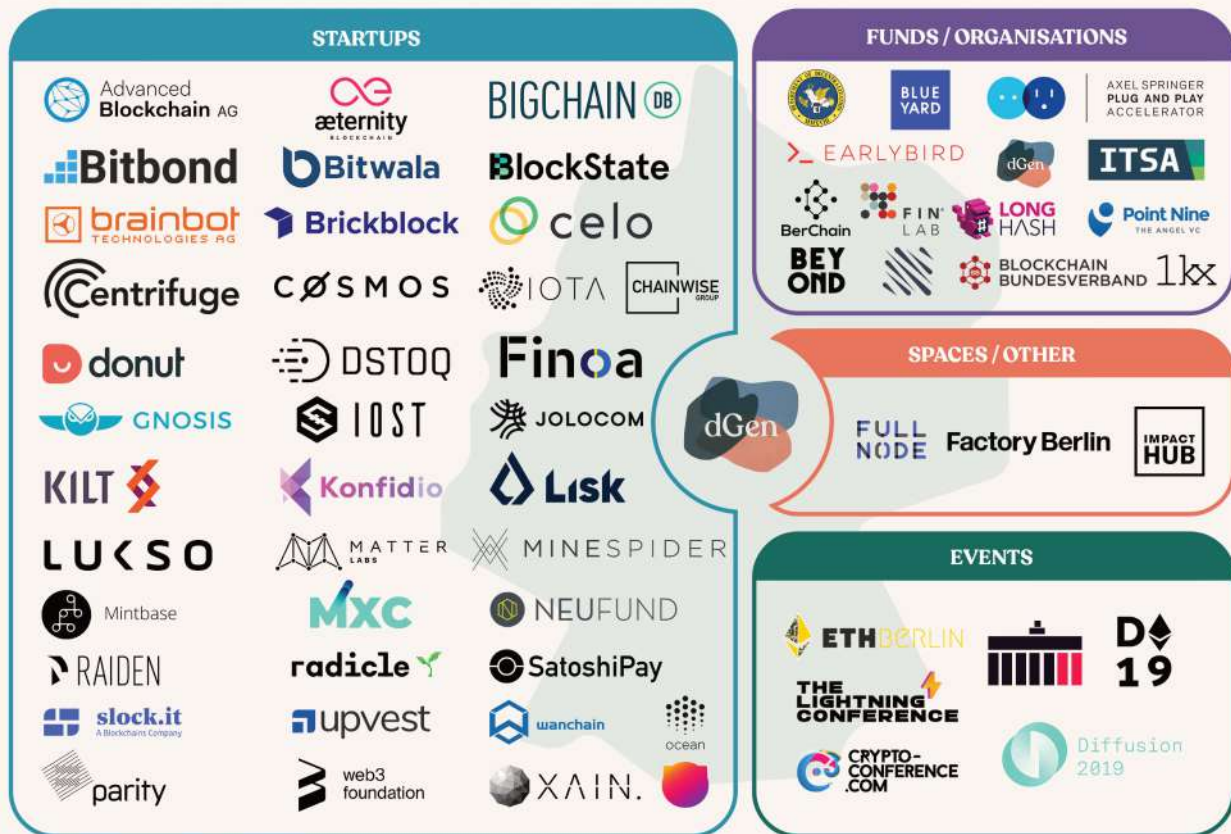 STARTUPS
Advanced
Blockchain AG
æternity
BLOCKCHAIN
BIGCHAIN DB
Bitbond
Bitwala
BlockState
brainbot
TECHNOLOGIES AG
Brickblock
celo
Centrifuge
CØSMOS
IOTA
CHAINWISE
GROUP
donut
DSTOQ
Finoa
GNOSIS
IOST
JOLOCOM
KILT
Konfidio
LISK
LUKSO
MATTER
LABS
MINESPIDER
Mintbase
MXC
NEUFUND
RAIDEN
radicle
SatoshiPay
slock.it
A Blockchains Company
upvest
wanchain
ocean
parity
web3
foundation
XAIN.
dGen
FUNDS / ORGANISATIONS
BLUE
YARD
AXEL SPRINGER
PLUG AND PLAY
ACCELERATOR
EARLYBIRD
dGen
ITSA
BerChain
FIN
LAB
LONG
HASH
Point Nine
THE ANGEL VC
BEY
OND
BLOCKCHAIN
BUNDESVERBAND
1kx
SPACES / OTHER
FULL
NODE
Factory Berlin
IMPACT
HUB
EVENTS
ETHBERLIN
D
19
THE
LIGHTNING
CONFERENCE
CRYPTO-
CONFERENCE
.COM
Diffusion
2019